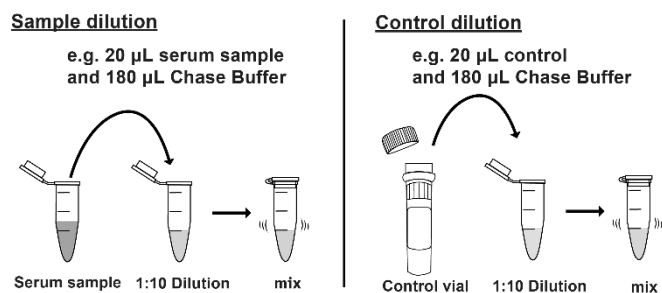 Sample dilution
e.g. 20 µL serum sample
and 180 µL Chase Buffer
Serum sample
1:10 Dilution
mix
Control dilution
e.g. 20 µL control
and 180 µL Chase Buffer
Control vial
1:10 Dilution
mix